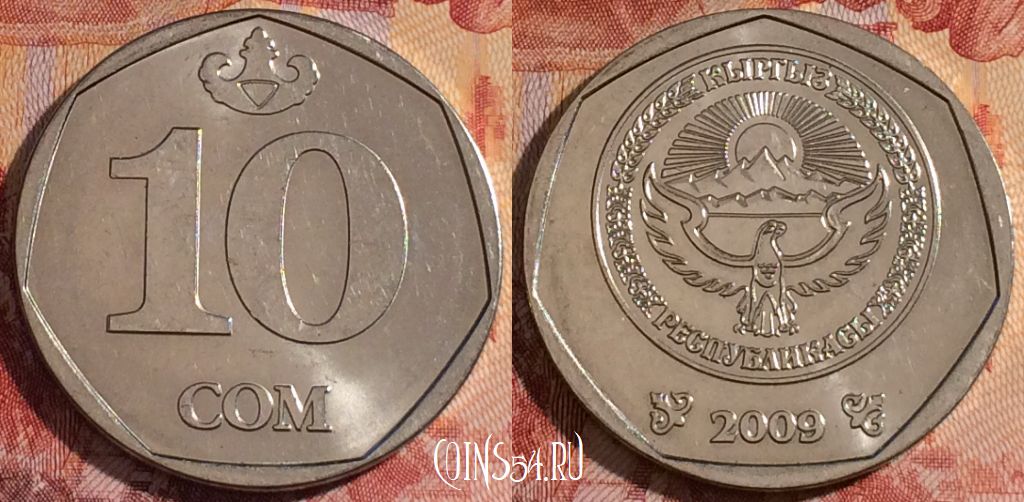 10
СОМ
КЫРГЫЗ
РЕСПУБЛИКАСЫ
2009
COINS54.RU